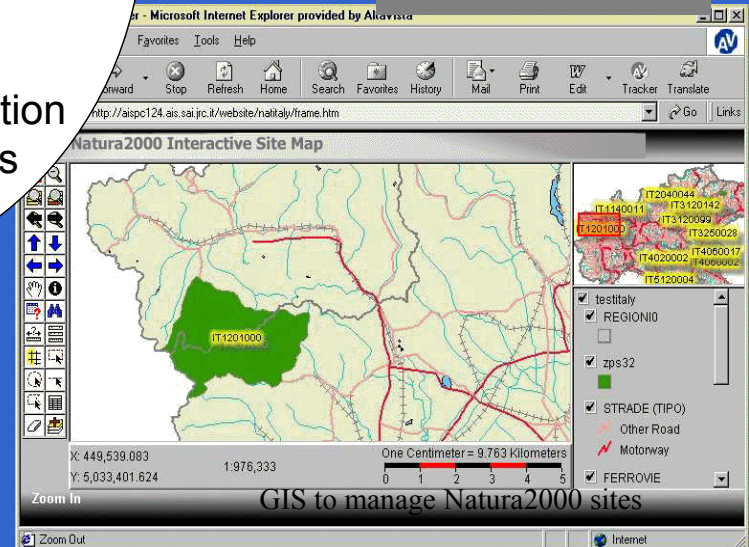 er - Microsoft Internet Explorer provided by AltaVista
Favorites Tools Help
Stop Refresh Home Search Favorites History Mail Print Edit Tracker Translate
http://aispc124.ais.sai.jrc.it/website/natitaly/frame.htm Go Links
tion
s
Natura2000 Interactive Site Map
IT1201000
IT2040044
IT1140011 IT3120142
IT3120099
IT1201000 IT3250028
IT4020002 IT4060017
IT5120004
testitaly
REGIONI0
zps32
STRADE (TIPO)
Other Road
Motorway
FERROVIE
X: 449,539.083
Y: 5,033,401.624
1:976,333
One Centimeter = 9.763 Kilometers
0 1 2 3 4 5
Zoom In
GIS to manage Natura2000 sites
Zoom Out Internet